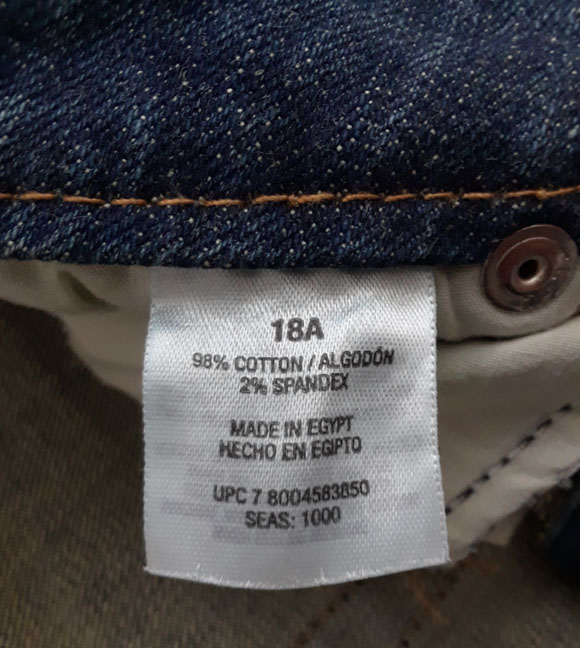 18A
98% COTTON / ALGODÓN
2% SPANDEX
MADE IN EGYPT
HECHO EN EGIPTO
UPC 7 8004583850
SEAS: 1000